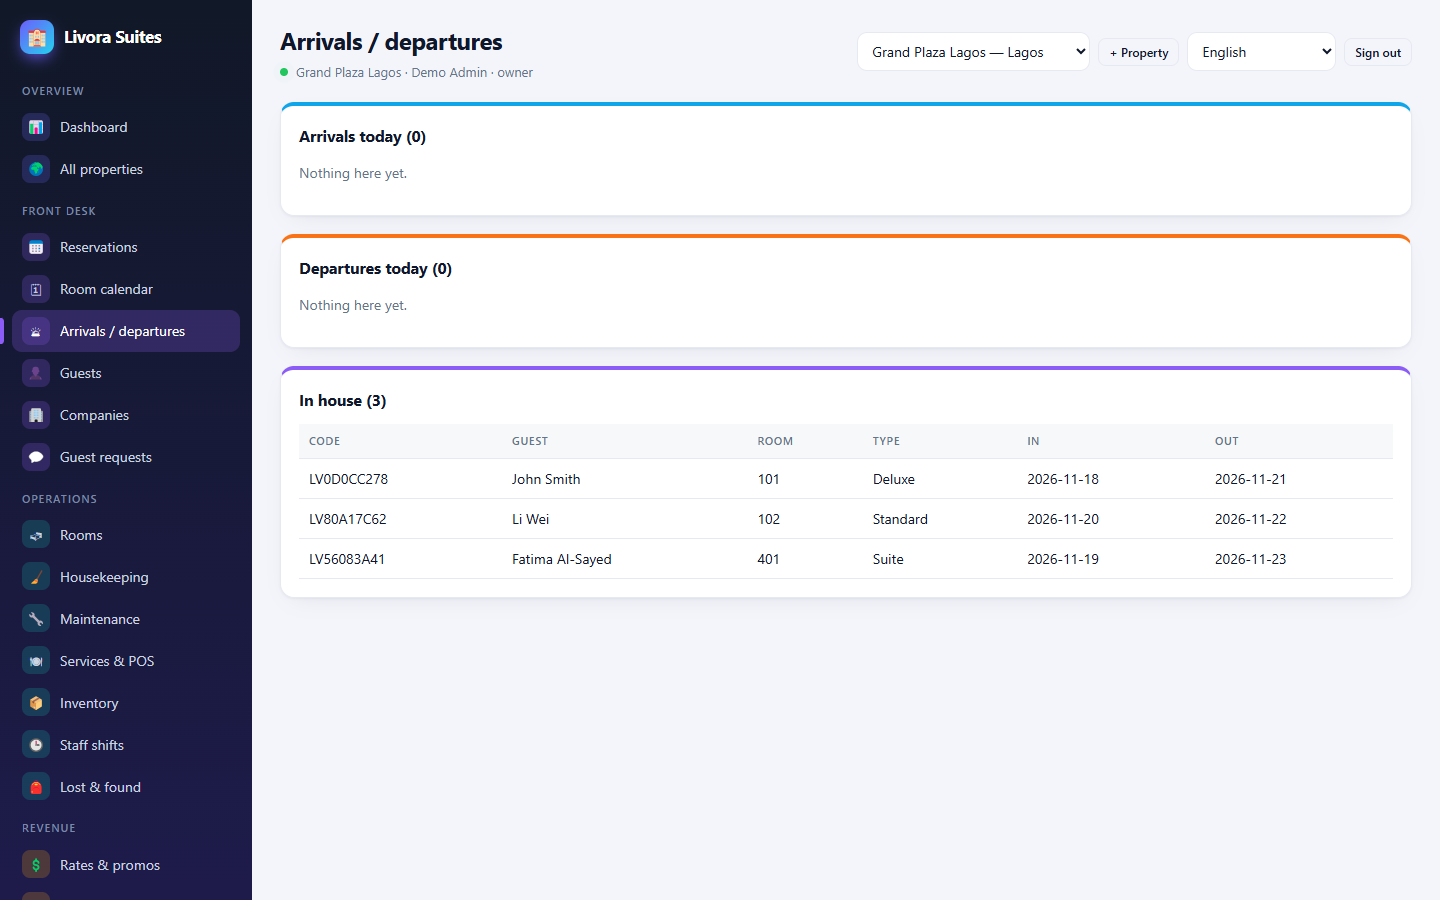 Livora Suites
OVERVIEW
Dashboard
All properties
FRONT DESK
Reservations
Room calendar
Arrivals / departures
Guests
Companies
Guest requests
OPERATIONS
Rooms
Housekeeping
Maintenance
Services & POS
Inventory
Staff shifts
Lost & found
REVENUE
Rates & promos
Arrivals / departures
Grand Plaza Lagos · Demo Admin · owner
Grand Plaza Lagos — Lagos
+ Property
English
Sign out
Arrivals today (0)
Nothing here yet.
Departures today (0)
Nothing here yet.
In house (3)
CODE GUEST ROOM TYPE IN OUT
LV0D0CC278 John Smith 101 Deluxe 2026-11-18 2026-11-21
LV80A17C62 Li Wei 102 Standard 2026-11-20 2026-11-22
LV56083A41 Fatima Al-Sayed 401 Suite 2026-11-19 2026-11-23